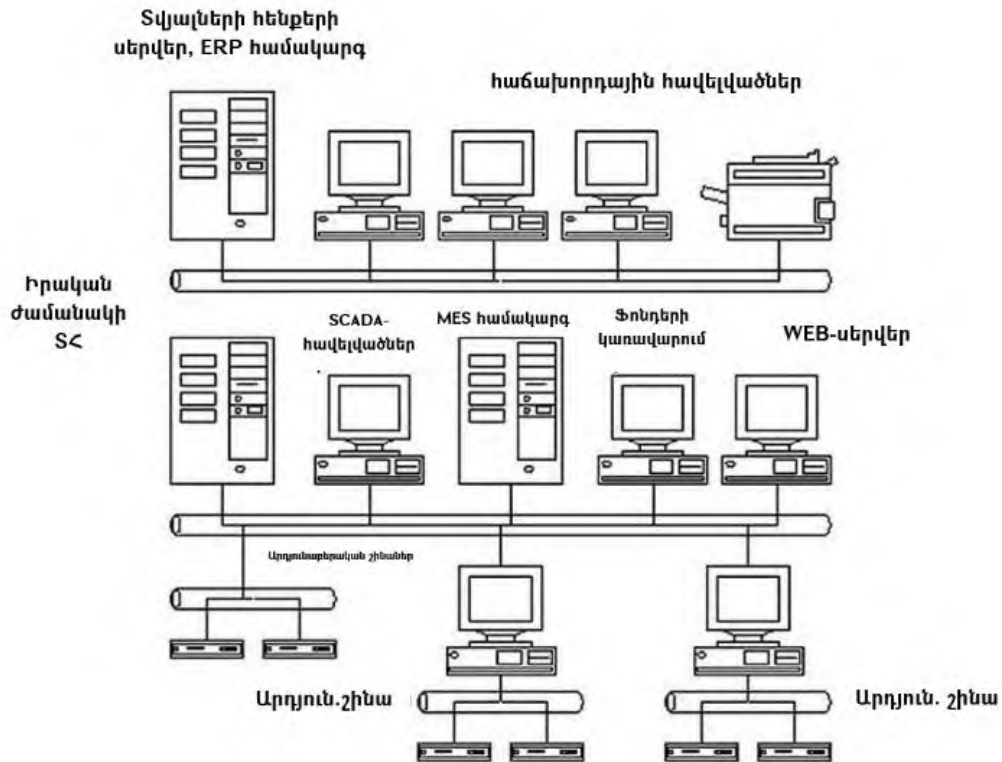 Տվյալների հենքերի
սերվեր, ERP համակարգ
հաճախորդային հավելվածներ
Իրական
ժամանակի
ՏՀ
SCADA-
հավելվածներ
MES համակարգ
Ֆոնդերի
կառավարում
WEB-սերվեր
Արդյունաբերական շինաներ
Արդյուն.շինա
Արդյուն. շինա